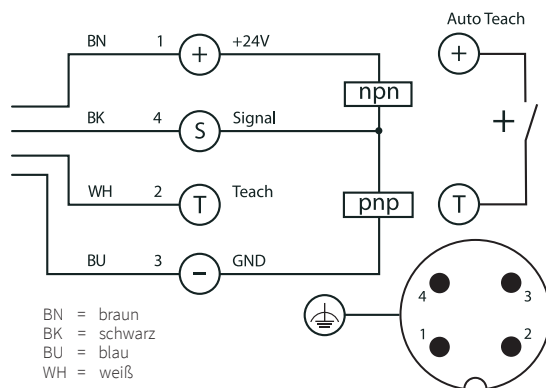 Auto Teach
BN 1 + +24V +
npn
+
BK 4 S Signal
WH 2 T Teach pnp T
BU 3 - GND
4 3
1 2
BN = braun
BK = schwarz
BU = blau
WH = weiß